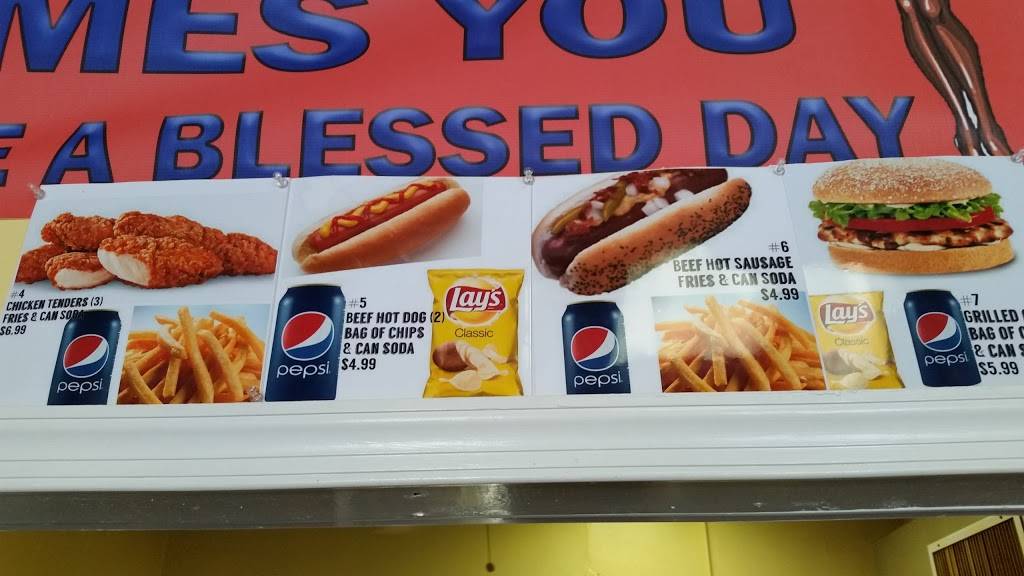 MES YOU
E A BLESSED DAY
#4
CHICKEN TENDERS (3)
FRIES & CAN SODA
$6.99
pepsi
#5
BEEF HOT DOG (2)
BAG OF CHIPS
& CAN SODA
$4.99
pepsi
Lay's
Classic
#6
BEEF HOT SAUSAGE
FRIES & CAN SODA
$4.99
pepsi
Lay's
Classic
pepsi
#7
GRILLED
BAG OF
& CAN S
$5.99